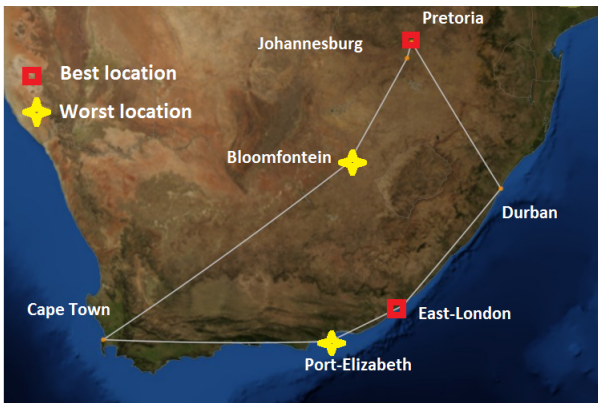 Pretoria
Johannesburg
Best location
Worst location
Bloomfontein
Durban
Cape Town
East-London
Port-Elizabeth